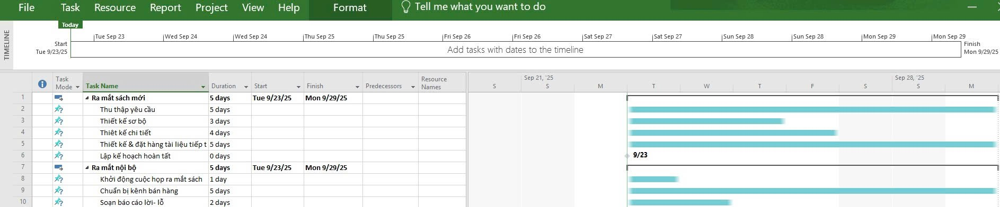 File Task Resource Report Project View Help Format Tell me what you want to do
Today
TIMELINE
Tue Sep 23 Wed Sep 24 Wed Sep 24 Thu Sep 25 Thu Sep 25 Fri Sep 26 Fri Sep 26 Sat Sep 27 Sat Sep 27 Sun Sep 28 Sun Sep 28 Mon Sep 29 Mon Sep 29
Start
Tue 9/23/25
Add tasks with dates to the timeline
Finish
Mon 9/29/25
Task Mode Task Name Duration Start Finish Predecessors Resource Names
Sep 21, '25 Sep 28, '25
S S M T W T F S S M
1 Ra mắt sách mới 5 days Tue 9/23/25 Mon 9/29/25
2 Thu thập yêu cầu 5 days
3 Thiết kế sơ bộ 3 days
4 Thiêt kế chi tiết 4 days
5 Thiết kế & đặt hàng tài liệu tiếp t 5 days
6 Lập kế hoạch hoàn tất 0 days 9/23
7 Ra mắt nội bộ 5 days Tue 9/23/25 Mon 9/29/25
8 Khởi động cuộc họp ra mắt sách 1 day
9 Chuẩn bị kênh bán hàng 5 days
10 Soạn báo cáo lời- lỗ 2 days